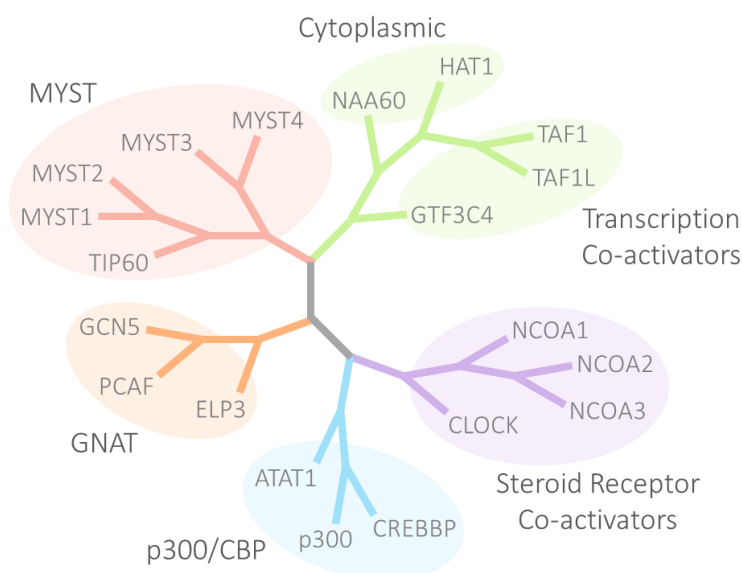 Cytoplasmic
HAT1
NAA60
MYST
MYST4
MYST3
TAF1
MYST2
TAF1L
MYST1
GTF3C4
TIP60
Transcription
Co-activators
GCN5
NCOA1
NCOA2
PCAF
ELP3
NCOA3
CLOCK
GNAT
ATAT1
Steroid Receptor
Co-activators
CREBBP
p300
p300/CBP